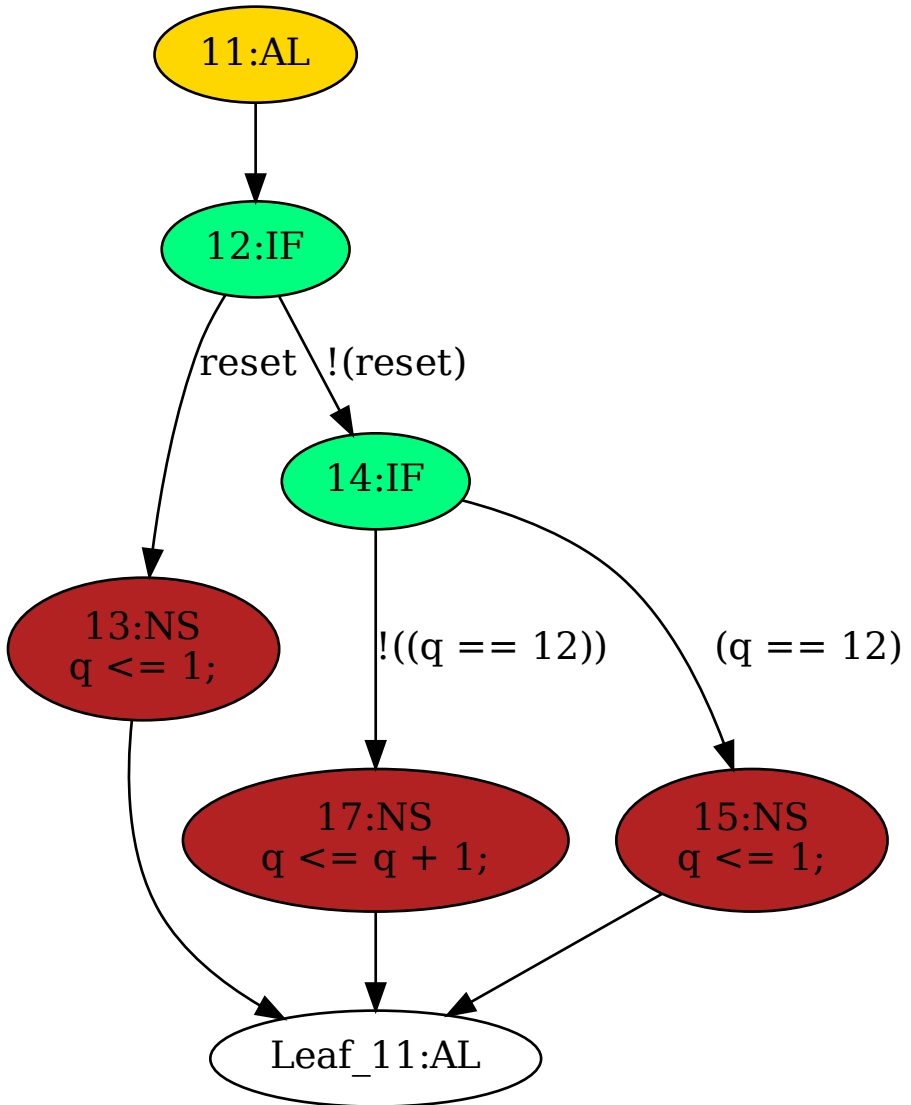 11:AL
12:IF
reset
!(reset)
14:IF
13:NS
q <= 1;
!((q == 12))
(q == 12)
17:NS
q <= q + 1;
15:NS
q <= 1;
Leaf_11:AL